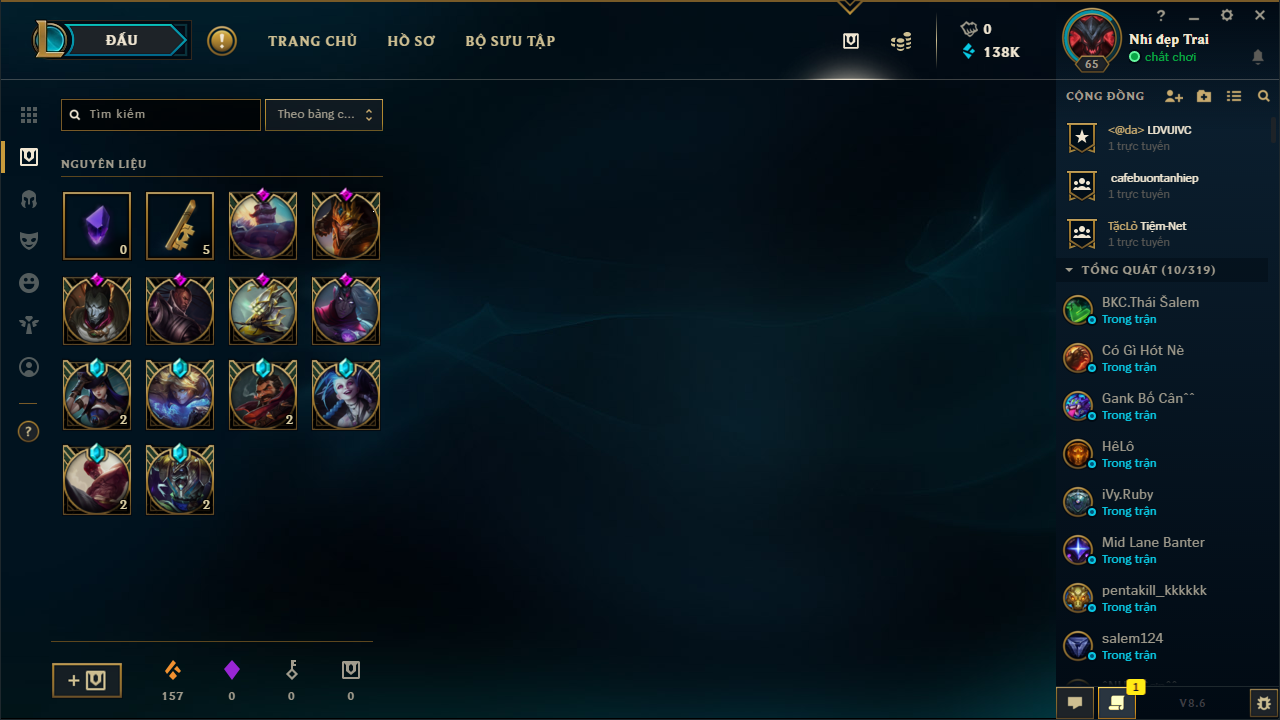 ĐẤU
TRANG CHỦ
HỒ SƠ
BỘ SƯU TẬP
0
138K
?
Nhí đẹp Trai
chất chơi
65
Tìm kiếm
Theo bảng c...
NGUYÊN LIỆU
0
5
2
2
2
2
?
157
0
0
0
CỘNG ĐỒNG
<@da> LDVUIVC
1 trực tuyến
cafebuontanhiep
1 trực tuyến
TặcLỏ Tiệm-Net
1 trực tuyến
TỔNG QUÁT (10/319)
BKC.Thái Šalem
Trong trận
Có Gì Hót Nè
Trong trận
Gank Bố Cânˆˆ
Trong trận
HêLô
Trong trận
iVy.Ruby
Trong trận
Mid Lane Banter
Trong trận
pentakill_kkkkkk
Trong trận
salem124
Trong trận
1
V8.6